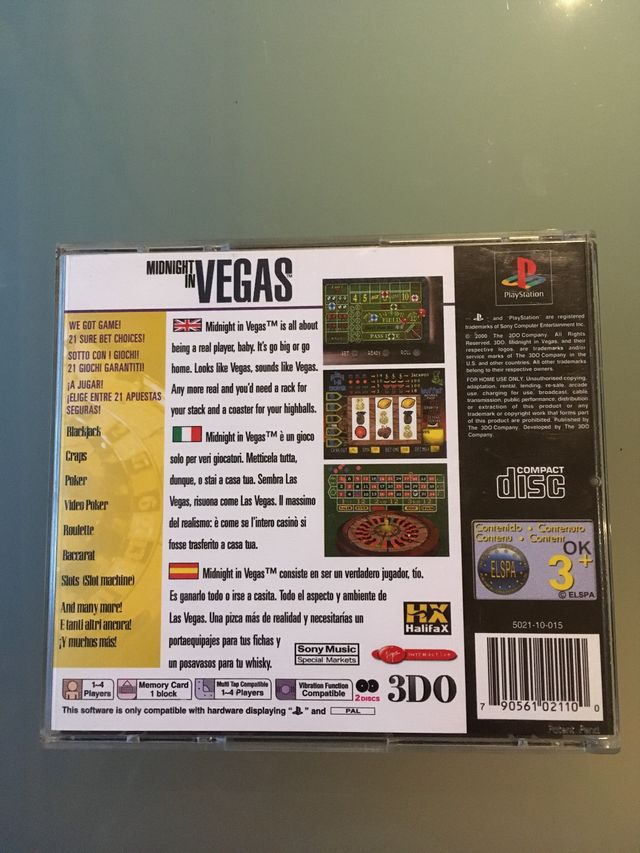 MIDNIGHT
IN
VEGAS™
WE GOT GAME!
21 SURE BET CHOICES!
SOTTO CON I GIOCHI!
21 GIOCHI GARANTITI!
¡A JUGAR!
¡ELIGE ENTRE 21 APUESTAS
SEGURAS!
Blackjack
Craps
Poker
Video Poker
Roulette
Baccarat
Slots (Slot machine)
And many more!
E tanti altri ancora!
¡Y muchos más!
Midnight in Vegas™ is all about
being a real player, baby. It's go big or go
home. Looks like Vegas, sounds like Vegas.
Any more real and you'd need a rack for
your stack and a coaster for your highballs.
Midnight in Vegas™ è un gioco
solo per veri giocatori. Metticela tutta,
dunque, o stai a casa tua. Sembra Las
Vegas, risuona come Las Vegas. Il massimo
del realismo: è come se l'intero casinò si
fosse trasferito a casa tua.
Midnight in Vegas™ consiste en ser un verdadero jugador, tío.
Es ganarlo todo o irse a casita. Todo el aspecto y ambiente de
Las Vegas. Una pizca más de realidad y necesitarías un
portaequipajes para tus fichas y
un posavasos para tu whisky.
HX
HalifaX
Sony Music
Special Markets
Virgin INTERACTIVE
1–4
Players
Memory Card
1 block
Multi Tap Compatible
1–4 Players
Vibration Function
Compatible
2 DISCS
3DO
This software is only compatible with hardware displaying "PS" and PAL
PlayStation
"PS" and "PlayStation" are registered
trademarks of Sony Computer Entertainment Inc.
© 2000 The 3DO Company. All Rights
Reserved. 3DO, Midnight in Vegas, and their
respective logos, are trademarks and/or
service marks of The 3DO Company in the
U.S. and other countries. All other trademarks
belong to their respective owners.
FOR HOME USE ONLY. Unauthorised copying,
adaptation, rental, lending, re-sale, arcade
use, charging for use, broadcast, cable
transmission, public performance, distribution
or extraction of this product or any
trademark or copyright work that forms part
of this product are prohibited. Published by
The 3DO Company. Developed by The 3DO
Company.
COMPACT
disc
Contenido • Contenuto
Contenu • Content
ELSPA
OK
3+
© ELSPA
5021-10-015
7 90561 02110 0
Patent Pend.